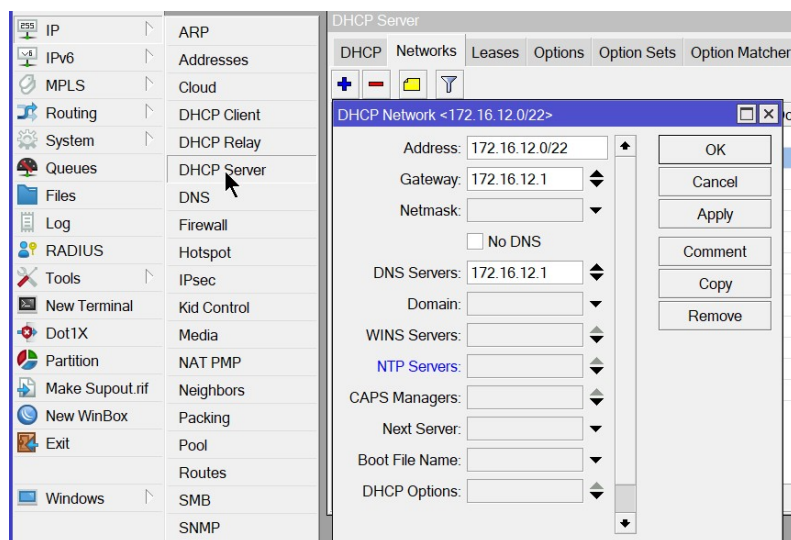 255
IP
v6
IPv6
MPLS
Routing
System
Queues
Files
Log
RADIUS
Tools
New Terminal
Dot1X
Partition
Make Supout.rif
New WinBox
Exit
Windows
ARP
Addresses
Cloud
DHCP Client
DHCP Relay
DHCP Server
DNS
Firewall
Hotspot
IPsec
Kid Control
Media
NAT PMP
Neighbors
Packing
Pool
Routes
SMB
SNMP
DHCP Server
DHCP Networks Leases Options Option Sets Option Matcher
DHCP Network <172.16.12.0/22>
Address: 172.16.12.0/22
Gateway: 172.16.12.1
Netmask:
No DNS
DNS Servers: 172.16.12.1
Domain:
WINS Servers:
NTP Servers:
CAPS Managers:
Next Server:
Boot File Name:
DHCP Options:
OK
Cancel
Apply
Comment
Copy
Remove